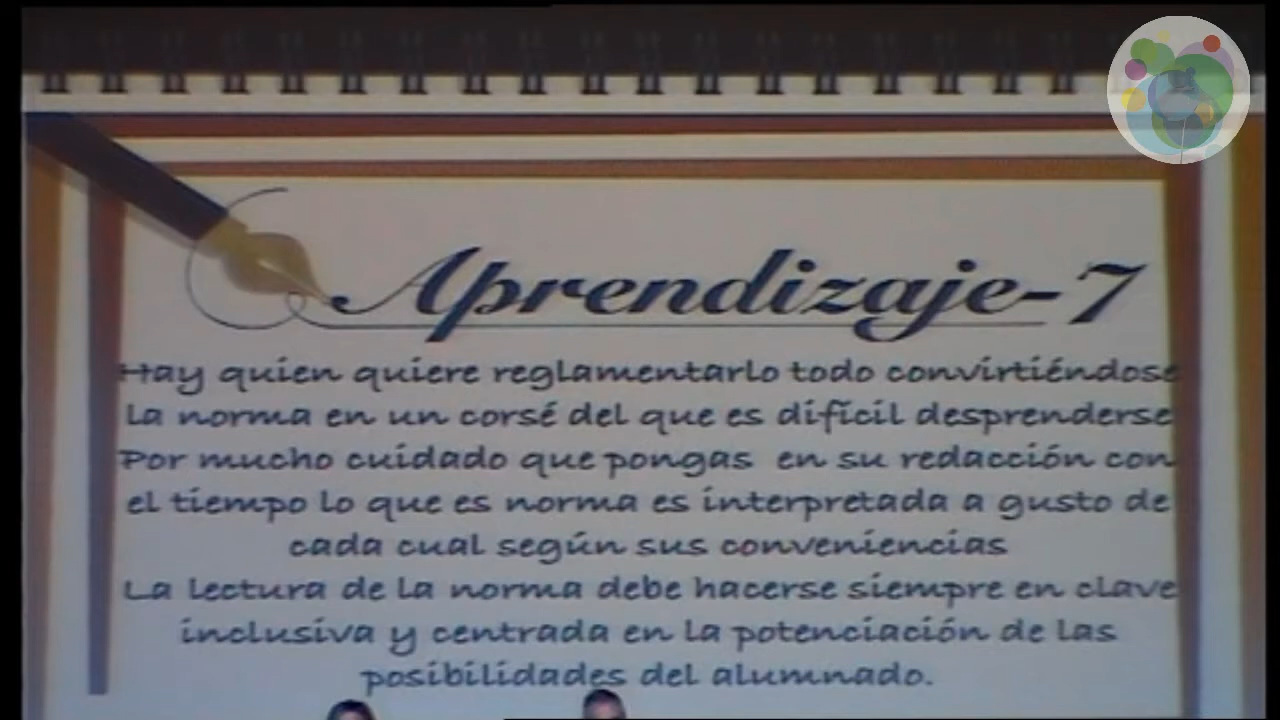 Aprendizaje-7
Hay quien quiere reglamentarlo todo convirtiéndose
la norma en un corsé del que es difícil desprenderse
Por mucho cuidado que pongas en su redacción con
el tiempo lo que es norma es interpretada a gusto de
cada cual según sus conveniencias
La lectura de la norma debe hacerse siempre en clave
inclusiva y centrada en la potenciación de las
posibilidades del alumnado.